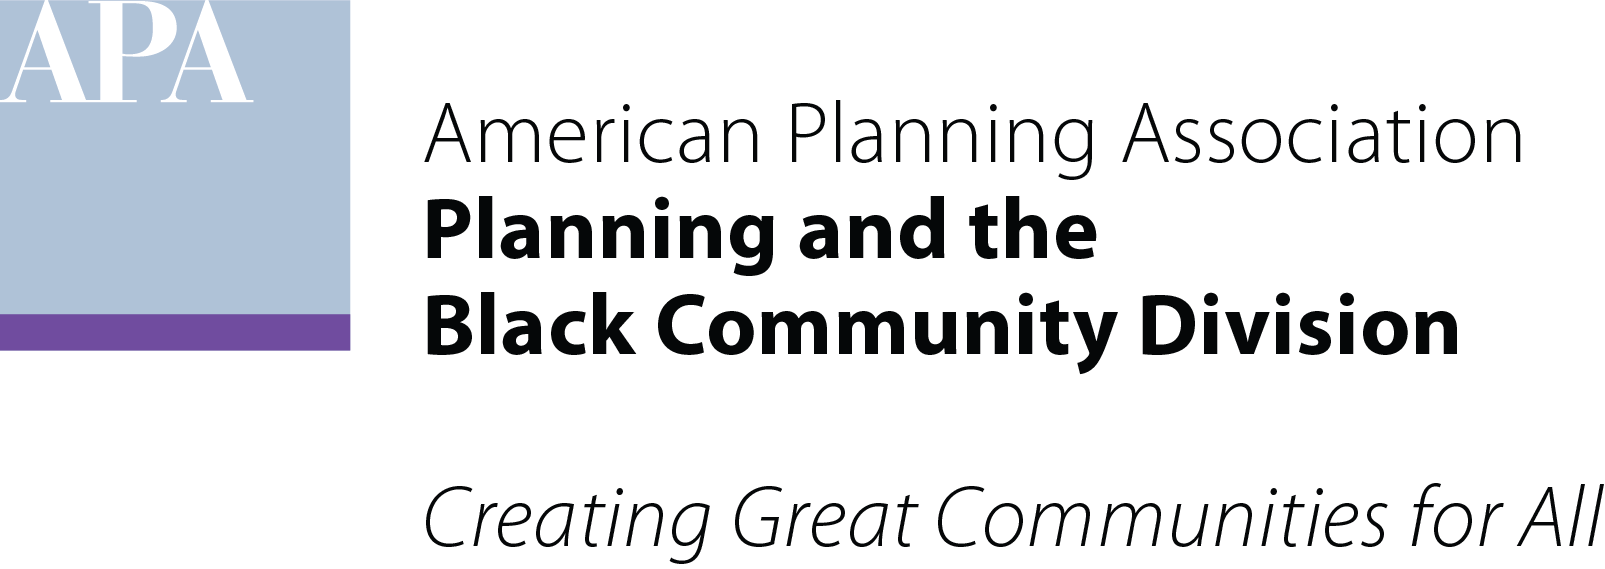 APA
American Planning Association
Planning and the
Black Community Division
Creating Great Communities for All